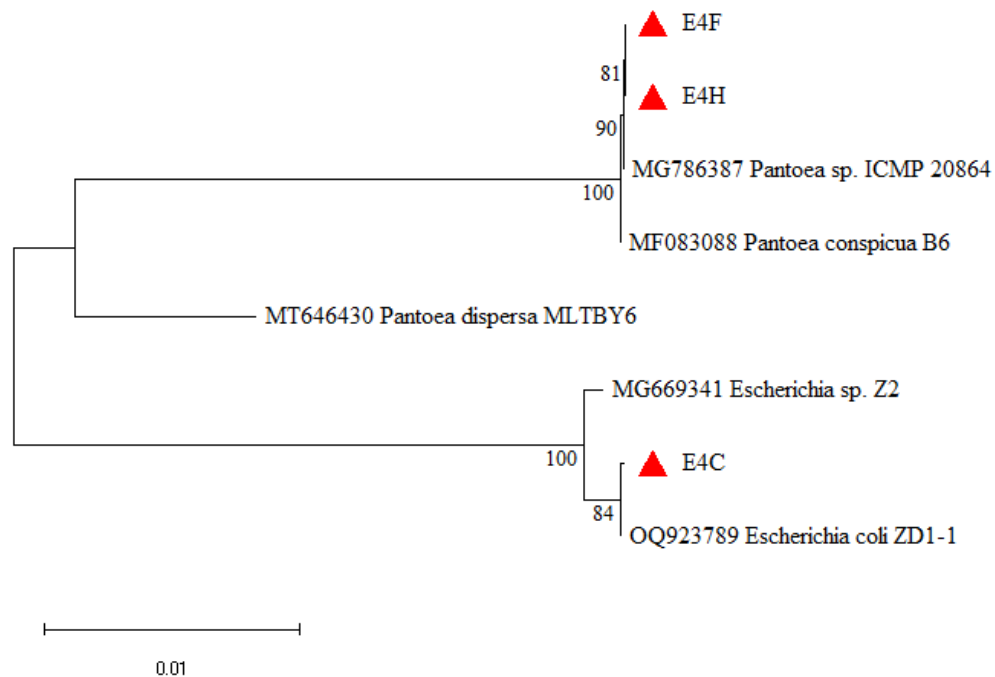 E4F
81
E4H
90
MG786387 Pantoea sp. ICMP 20864
100
MF083088 Pantoea conspicua B6
MT646430 Pantoea dispersa MLTBY6
MG669341 Escherichia sp. Z2
100
E4C
84
OQ923789 Escherichia coli ZD1-1
0.01